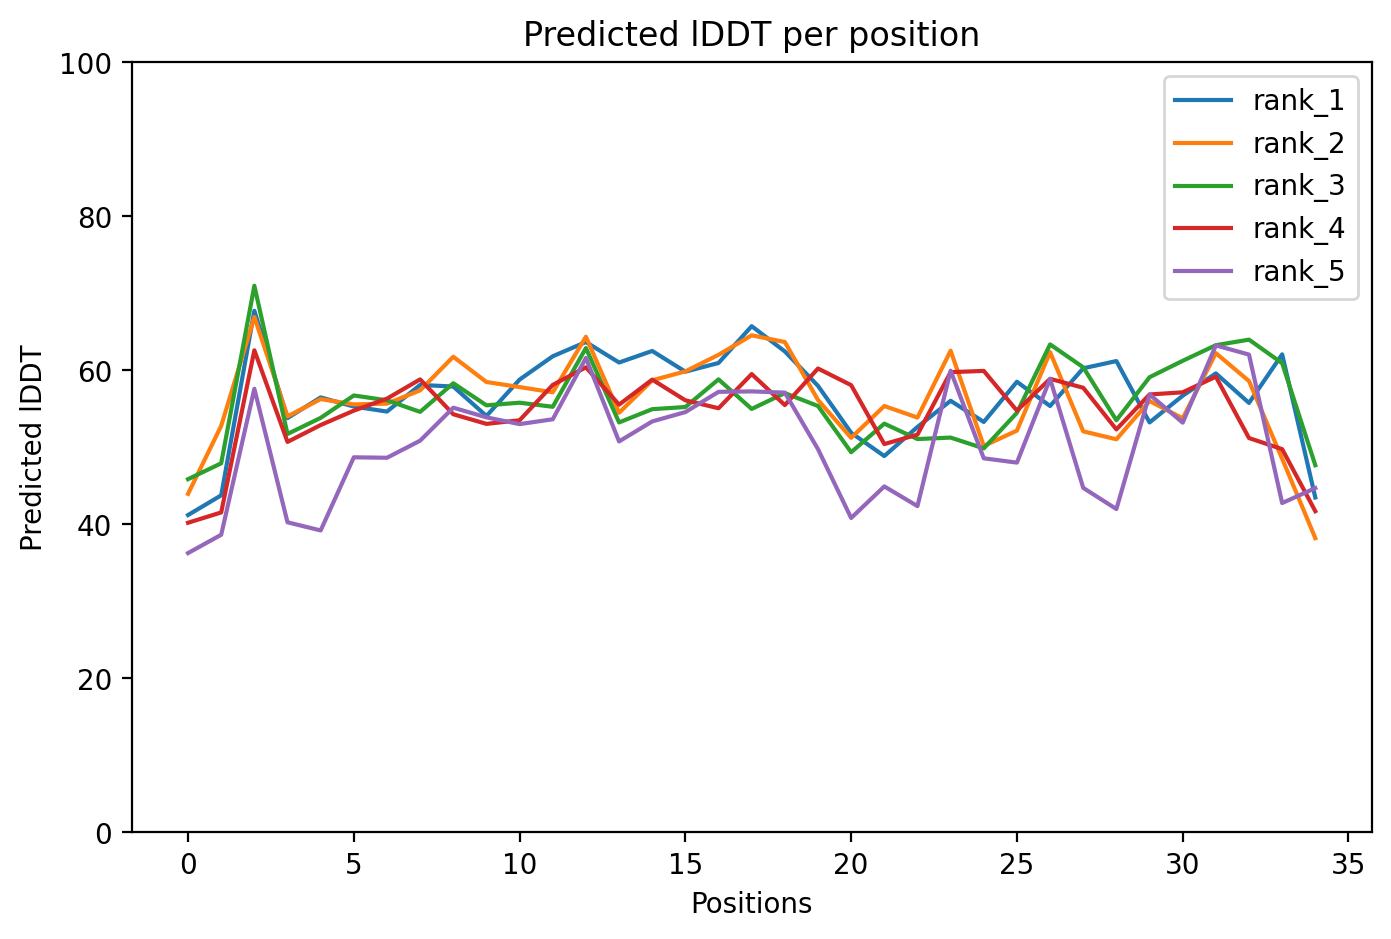 Predicted lDDT per position
100
80
60
40
20
0
Predicted lDDT
rank_1
rank_2
rank_3
rank_4
rank_5
0 5 10 15 20 25 30 35
Positions